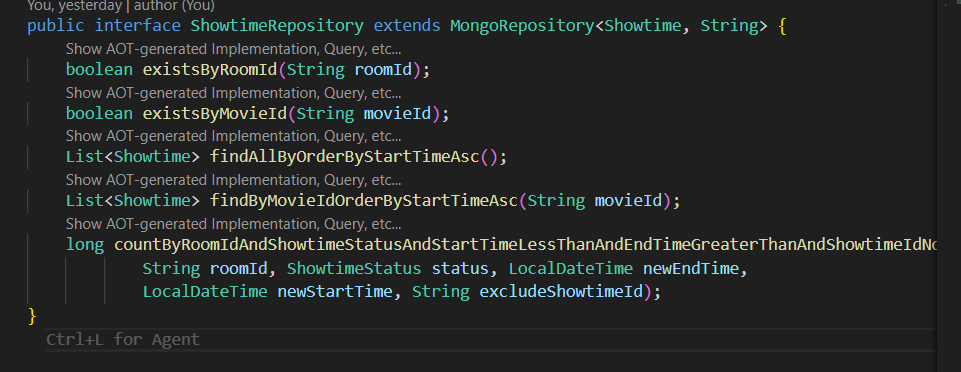 You, yesterday | author (You)
public interface ShowtimeRepository extends MongoRepository<Showtime, String> {
Show AOT-generated Implementation, Query, etc...
boolean existsByRoomId(String roomId);
Show AOT-generated Implementation, Query, etc...
boolean existsByMovieId(String movieId);
Show AOT-generated Implementation, Query, etc...
List<Showtime> findAllByOrderByStartTimeAsc();
Show AOT-generated Implementation, Query, etc...
List<Showtime> findByMovieIdOrderByStartTimeAsc(String movieId);
Show AOT-generated Implementation, Query, etc...
long countByRoomIdAndShowtimeStatusAndStartTimeLessThanAndEndTimeGreaterThanAndShowtimeIdNo
String roomId, ShowtimeStatus status, LocalDateTime newEndTime,
LocalDateTime newStartTime, String excludeShowtimeId);
}
Ctrl+L for Agent